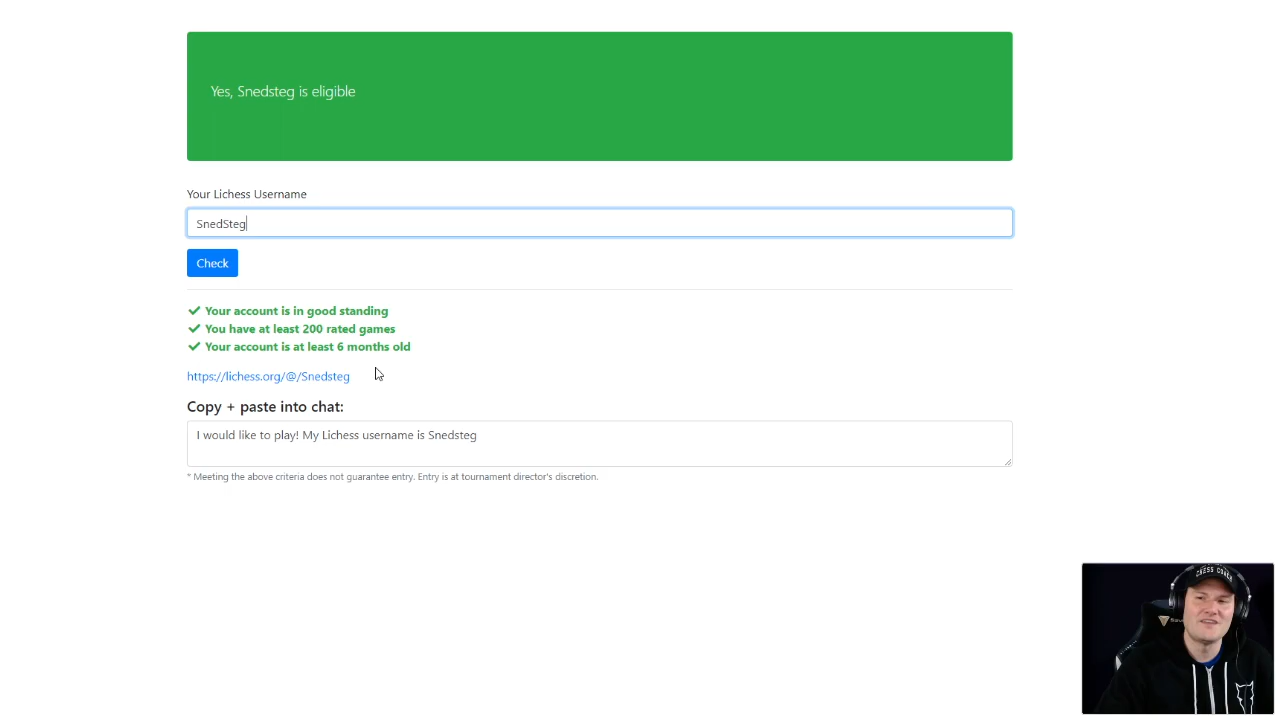 Yes, Snedsteg is eligible
Your Lichess Username
SnedSteg
Check
Your account is in good standing
You have at least 200 rated games
Your account is at least 6 months old
https://lichess.org/@/Snedsteg
Copy + paste into chat:
I would like to play! My Lichess username is Snedsteg
* Meeting the above criteria does not guarantee entry. Entry is at tournament director's discretion.
CHESS COACH